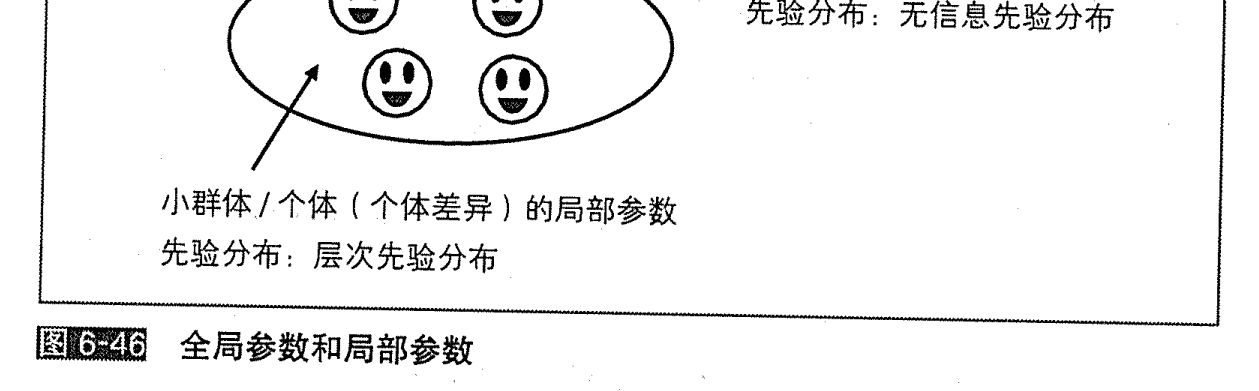 先验分布：无信息先验分布
小群体/个体（个体差异）的局部参数
先验分布：层次先验分布
图 6-46 全局参数和局部参数